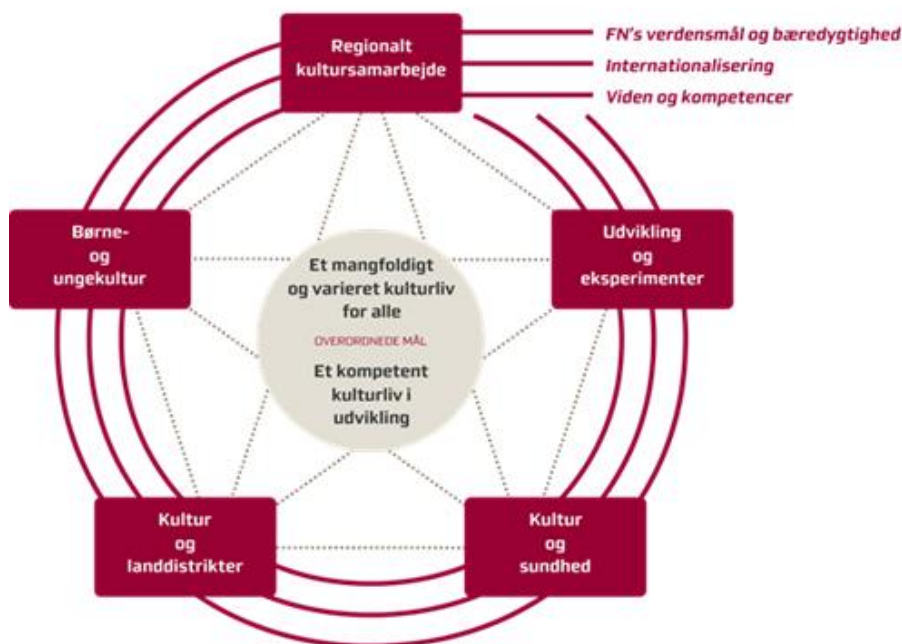 Regionalt
kultursamarbejde
FN's verdensmål og bæredygtighed
Internationalisering
Viden og kompetencer
Børne-
og
ungekultur
Udvikling
og
eksperimenter
Et mangfoldigt
og varieret kulturliv
for alle
OVERORDNEDE MÅL
Et kompetent
kulturliv i
udvikling
Kultur
og
landdistrikter
Kultur
og
sundhed